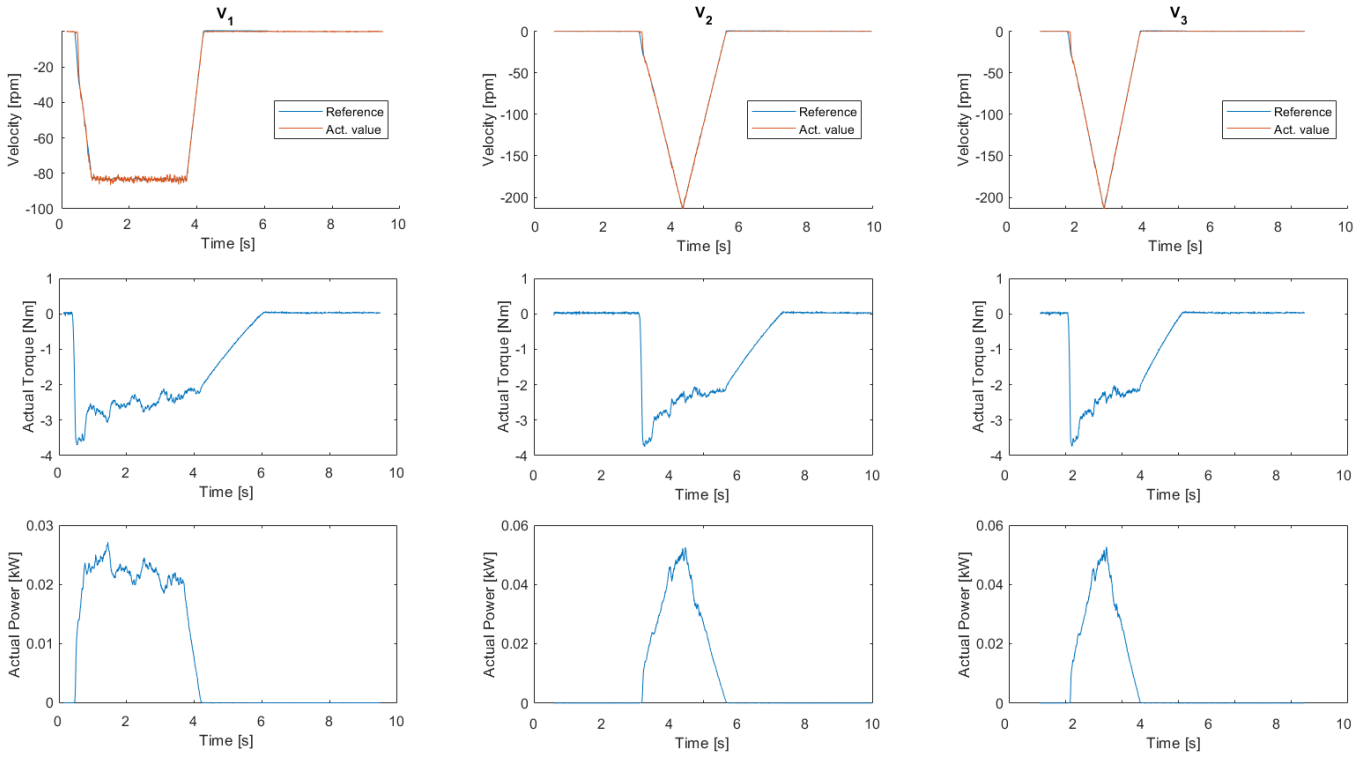 V1 V2 V3
0 0 0
-20 -50 -50
-40 -100 -100
-60 -150 -150
-80 -200 -200
-100
Velocity [rpm] Velocity [rpm] Velocity [rpm]
Reference Reference Reference
Act. value Act. value Act. value
0 2 4 6 8 10 0 2 4 6 8 10 0 2 4 6 8 10
Time [s] Time [s] Time [s]
1 1 1
0 0 0
-1 -1 -1
-2 -2 -2
-3 -3 -3
-4 -4 -4
Actual Torque [Nm] Actual Torque [Nm] Actual Torque [Nm]
0 2 4 6 8 10 0 2 4 6 8 10 0 2 4 6 8 10
Time [s] Time [s] Time [s]
0.03 0.06 0.06
0.02 0.04 0.04
0.01 0.02 0.02
0 0 0
Actual Power [kW] Actual Power [kW] Actual Power [kW]
0 2 4 6 8 10 0 2 4 6 8 10 0 2 4 6 8 10
Time [s] Time [s] Time [s]